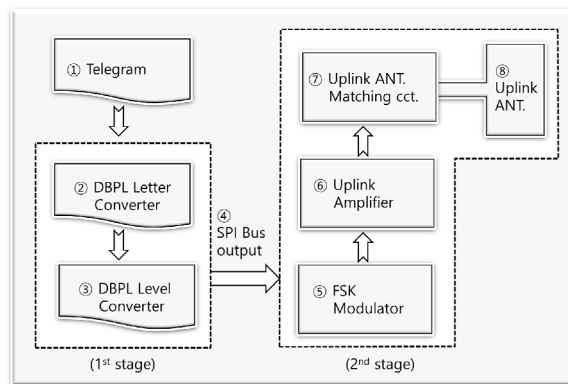 ① Telegram
② DBPL Letter
Converter
③ DBPL Level
Converter
(1st stage)
④
SPI Bus
output
⑦ Uplink ANT.
Matching cct.
⑧
Uplink
ANT.
⑥ Uplink
Amplifier
⑤ FSK
Modulator
(2nd stage)